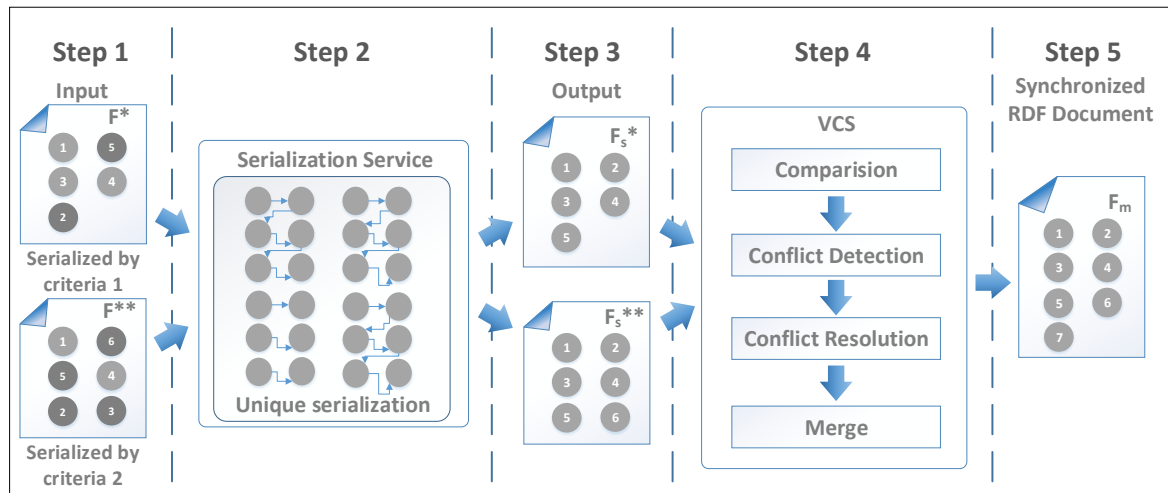 Step 1
Input
F*
1 5
3 4
2
Serialized by
criteria 1
F**
1 6
5 4
2 3
Serialized by
criteria 2
Step 2
Serialization Service
Unique serialization
Step 3
Output
Fs*
1 2
3 4
5
Fs**
1 2
3 4
5 6
Step 4
VCS
Comparision
Conflict Detection
Conflict Resolution
Merge
Step 5
Synchronized
RDF Document
Fm
1 2
3 4
5 6
7